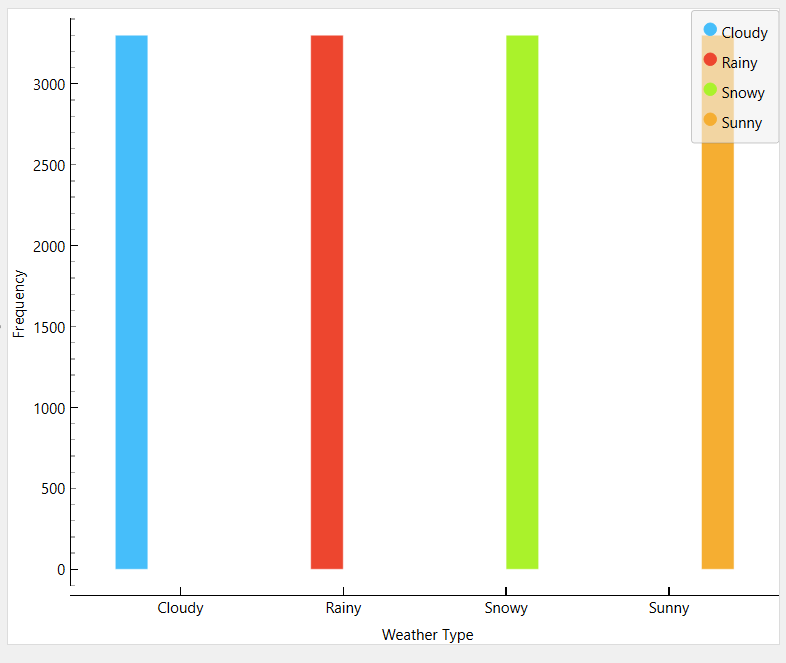 Cloudy
Rainy
Snowy
Sunny
3000
2500
2000
1500
1000
500
0
Frequency
Cloudy Rainy Snowy Sunny
Weather Type